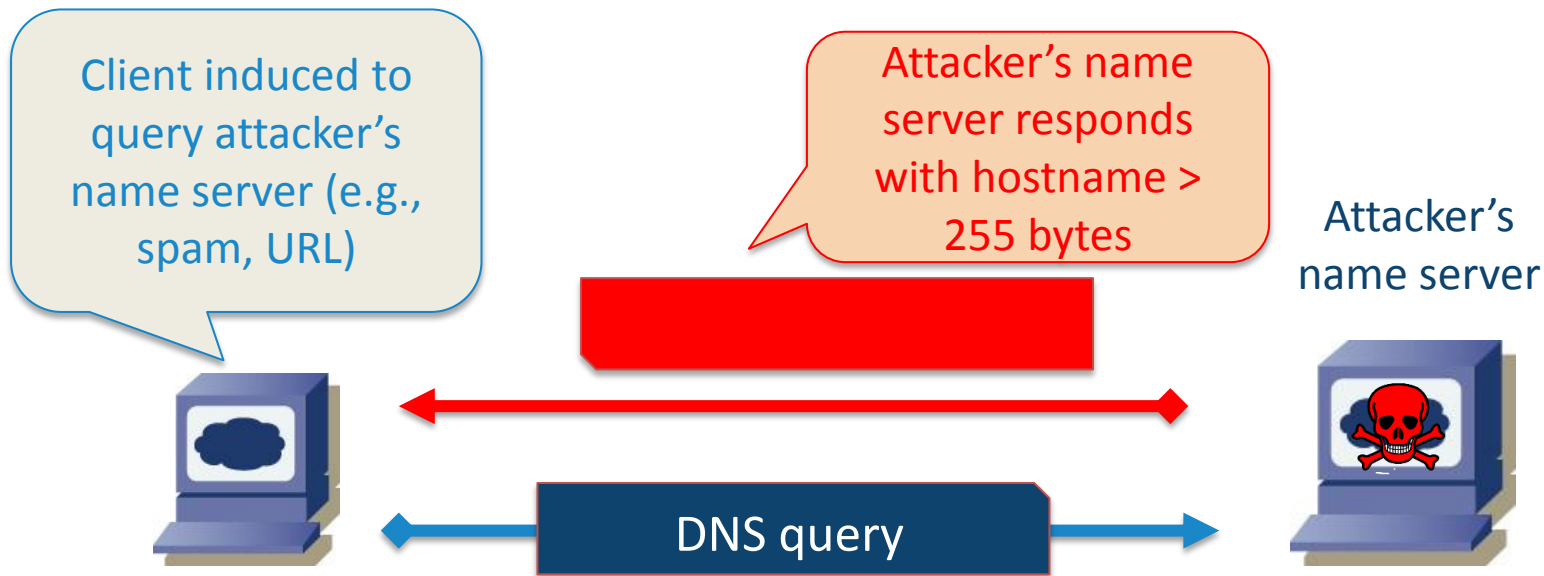 Client induced to
query attacker’s
name server (e.g.,
spam, URL)
Attacker’s name
server responds
with hostname >
255 bytes
Attacker’s
name server
DNS query